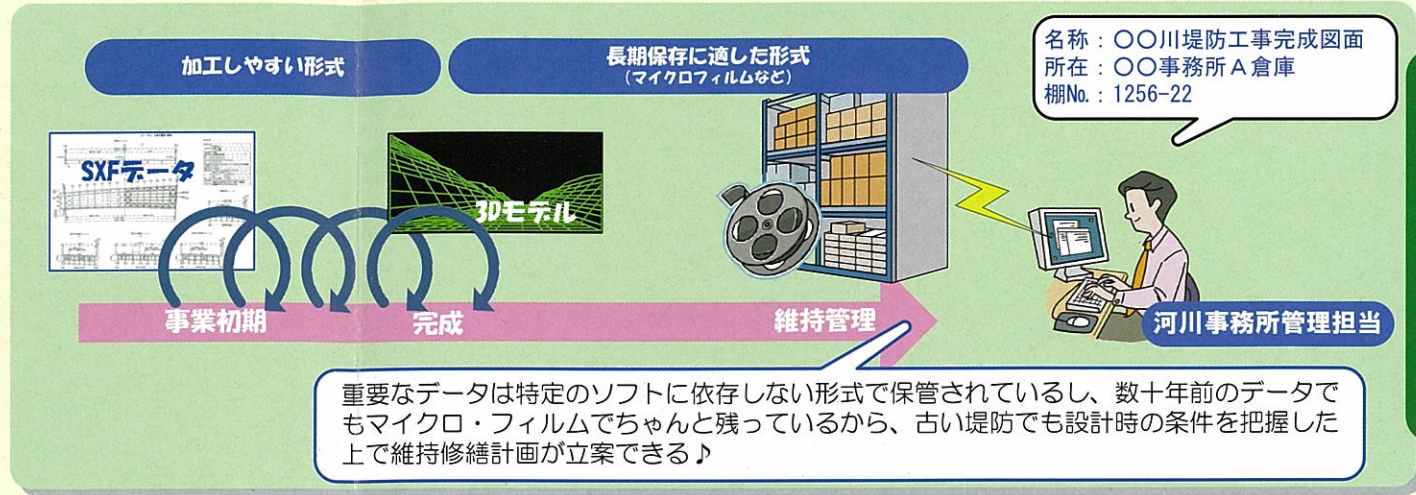 加工しやすい形式
長期保存に適した形式
(マイクロフィルムなど)
名称：〇〇川堤防工事完成図面
所在：〇〇事務所Ａ倉庫
棚No.：1256-22
SXFデータ
3Dモデル
事業初期
完成
維持管理
河川事務所管理担当
重要なデータは特定のソフトに依存しない形式で保管されているし、数十年前のデータで
もマイクロ・フィルムでちゃんと残っているから、古い堤防でも設計時の条件を把握した
上で維持修繕計画が立案できる♪